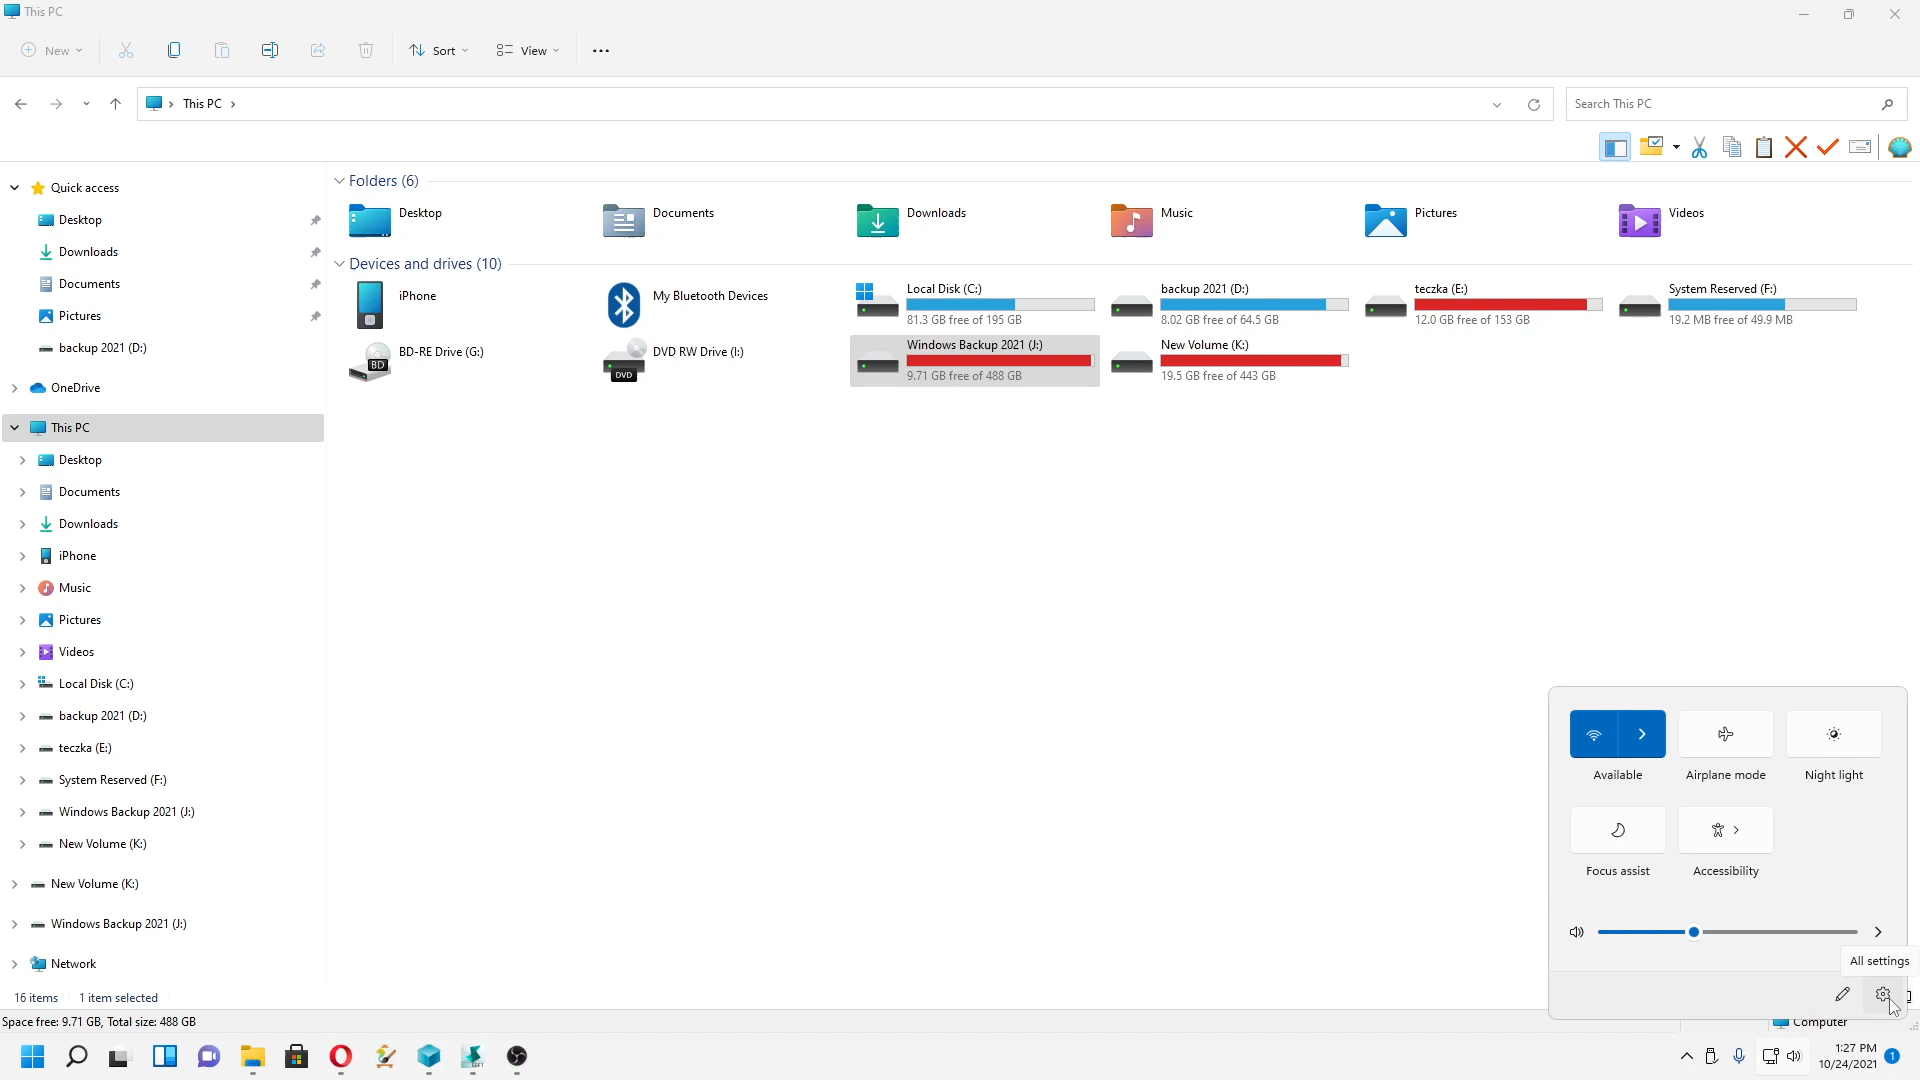 This PC
New
Sort
View
This PC
Search This PC
Quick access
Desktop
Downloads
Documents
Pictures
backup 2021 (D:)
OneDrive
This PC
Desktop
Documents
Downloads
iPhone
Music
Pictures
Videos
Local Disk (C:)
backup 2021 (D:)
teczka (E:)
System Reserved (F:)
Windows Backup 2021 (J:)
New Volume (K:)
New Volume (K:)
Windows Backup 2021 (J:)
Network
Folders (6)
Desktop
Documents
Downloads
Music
Pictures
Videos
Devices and drives (10)
iPhone
My Bluetooth Devices
Local Disk (C:)
81.3 GB free of 195 GB
backup 2021 (D:)
8.02 GB free of 64.5 GB
teczka (E:)
12.0 GB free of 153 GB
System Reserved (F:)
19.2 MB free of 49.9 MB
BD
BD-RE Drive (G:)
DVD
DVD RW Drive (I:)
Windows Backup 2021 (J:)
9.71 GB free of 488 GB
New Volume (K:)
19.5 GB free of 443 GB
Available
Airplane mode
Night light
Focus assist
Accessibility
All settings
16 items
1 item selected
Space free: 9.71 GB, Total size: 488 GB
Computer
1:27 PM
10/24/2021
1